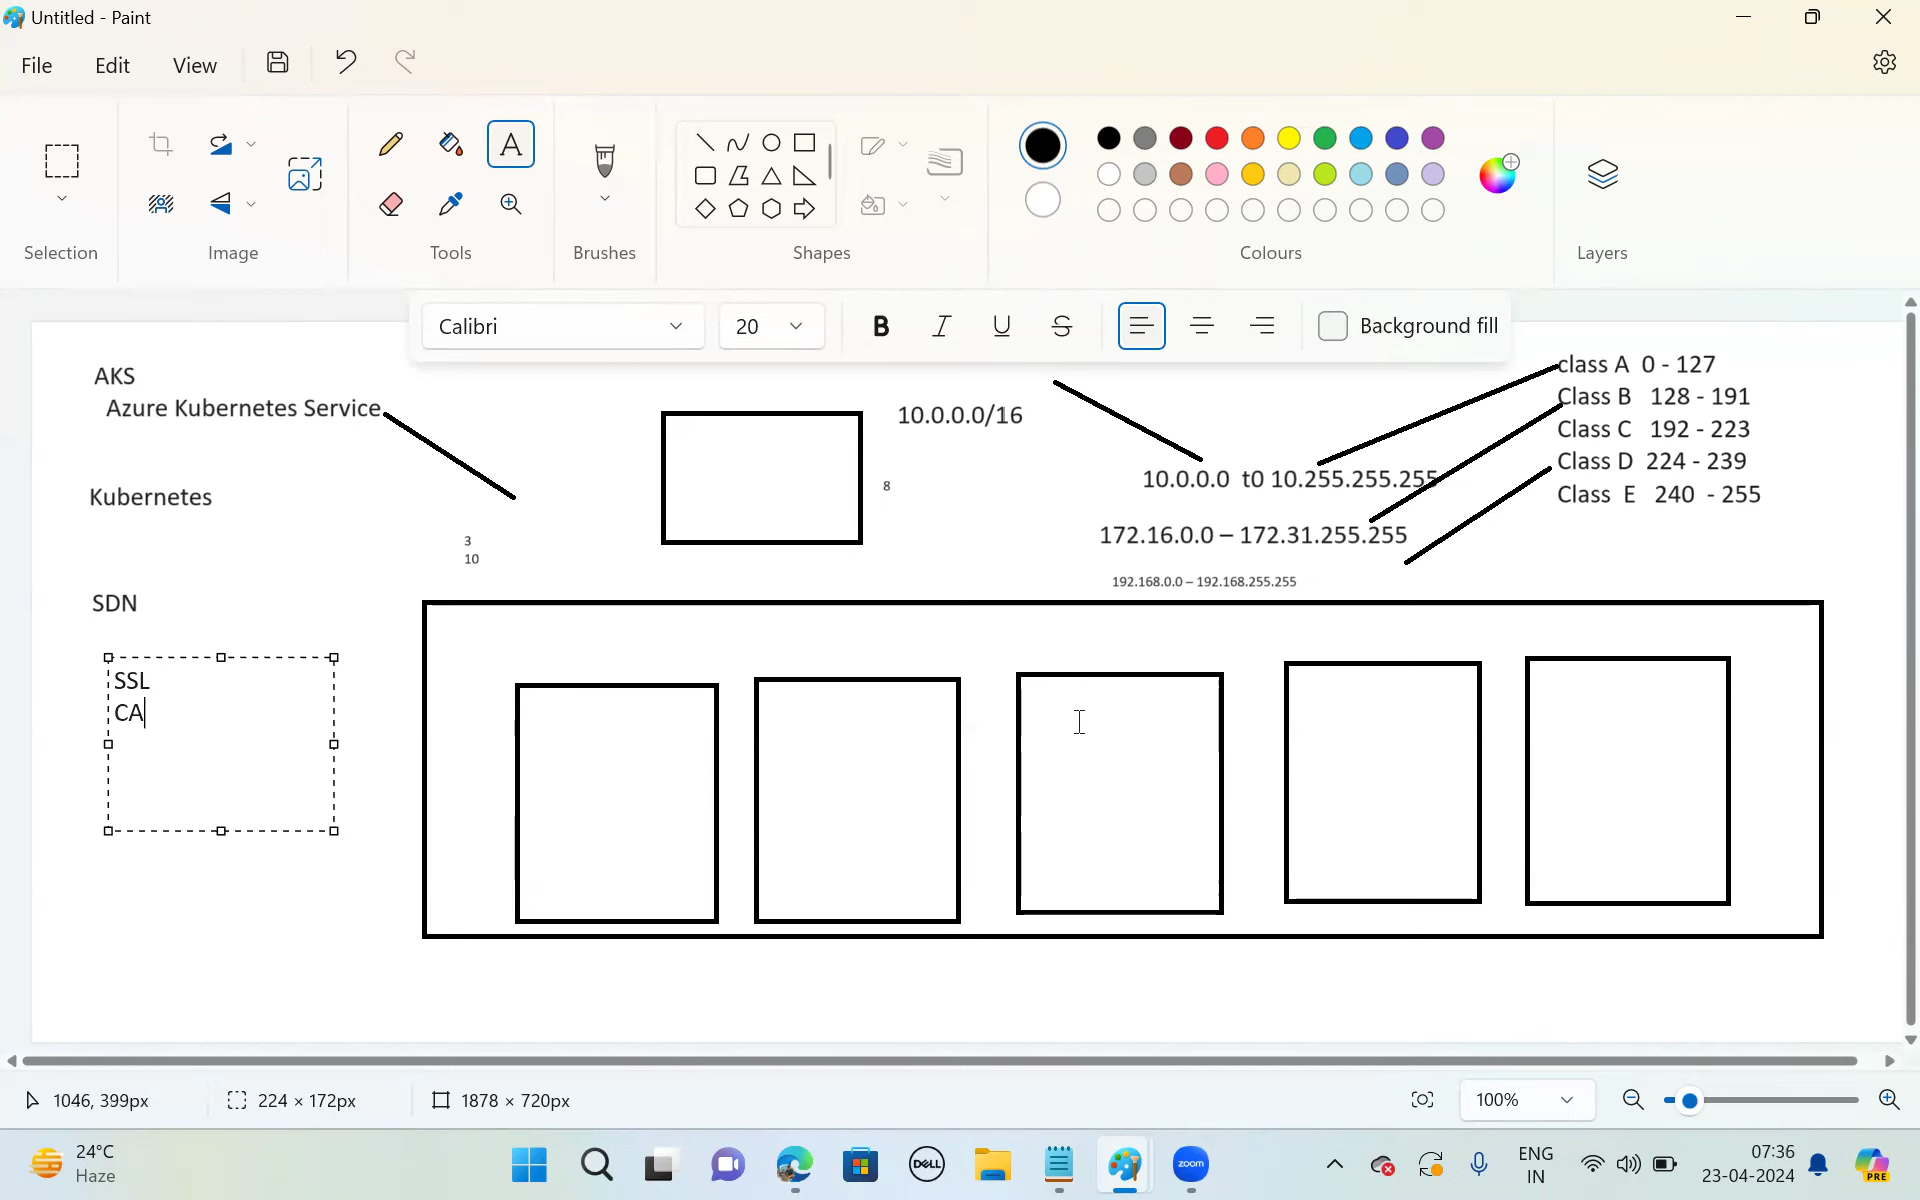 Untitled - Paint
File
Edit
View
Selection
Image
Tools
Brushes
Shapes
Colours
Layers
Calibri
20
B
I
U
S
Background fill
AKS
Azure Kubernetes Service
Kubernetes
3
10
SDN
SSL
CA
10.0.0.0/16
8
10.0.0.0  t0 10.255.255.255
172.16.0.0 – 172.31.255.255
192.168.0.0 – 192.168.255.255
class A  0 - 127
Class B   128 - 191
Class C   192 - 223
Class D  224 - 239
Class  E   240  - 255
1046, 399px
224 × 172px
1878 × 720px
100%
24°C
Haze
DELL
zoom
ENG
IN
07:36
23-04-2024
PRE